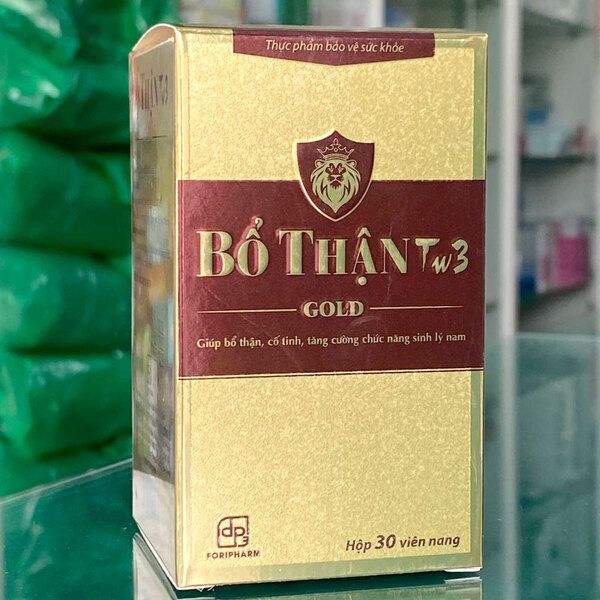 Thực phẩm bảo vệ sức khỏe
BỔ THẬN TW3
GOLD
Giúp bổ thận, cố tinh, tăng cường chức năng sinh lý nam
dp3
FORIPHARM
Hộp 30 viên nang